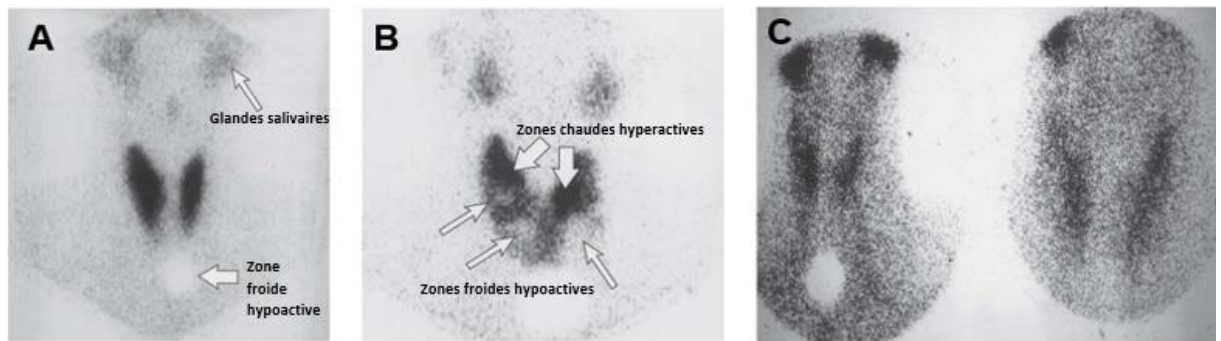 A
Glandes salivaires
Zone
froide
hypoactive
B
Zones chaudes hyperactives
Zones froides hypoactives
C